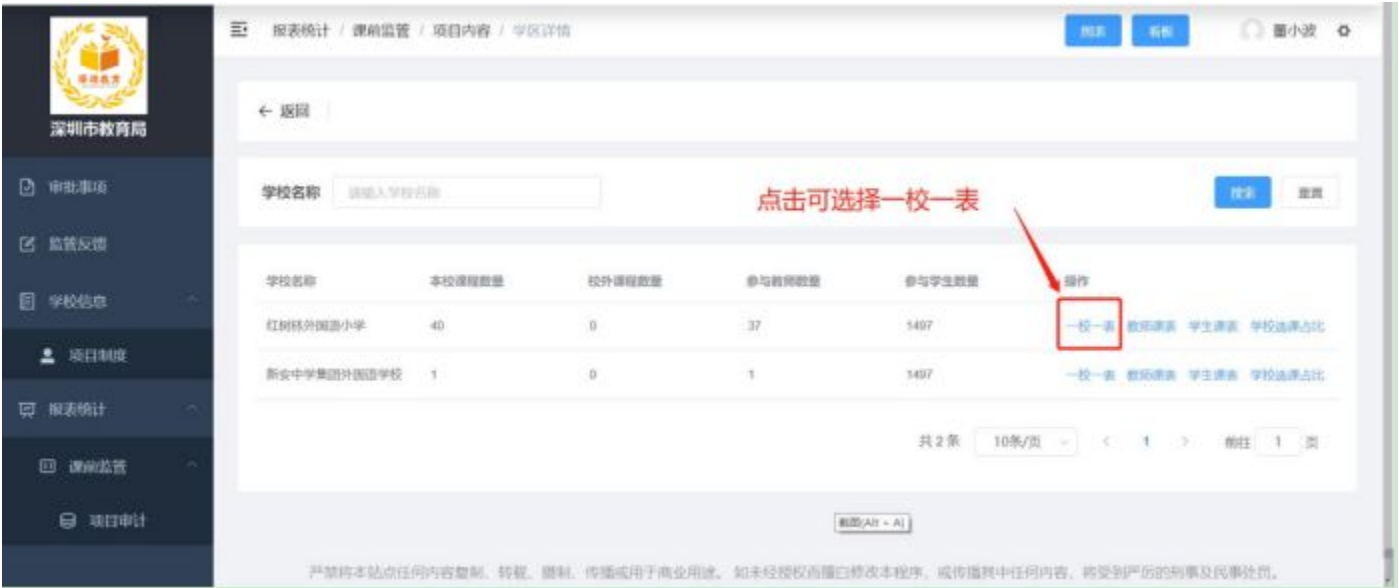 报表统计 / 课前监管 / 项目内容 / 学区详情
图表 看板 董小波
深圳教育
深圳市教育局
← 返回
审批事项
学校名称 请输入学校名称
点击可选择一校一表
搜索 重置
监管反馈
学校名称 本校课程数量 校外课程数量 参与教师数量 参与学生数量 操作
学校信息
红树林外国语小学 40 0 37 1497 一校一表 教师课表 学生课表 学校选课占比
项目制度
新安中学集团外国语学校 1 0 1 1497 一校一表 教师课表 学生课表 学校选课占比
报表统计
共 2 条 10条/页 < 1 > 前往 1 页
课前监管
项目审计
截图(Alt + A)
严禁将本站点任何内容复制、转载、摄制、传播或用于商业用途。 如未经授权而擅自修改本程序，或传播其中任何内容，将受到严厉的刑事及民事处罚。